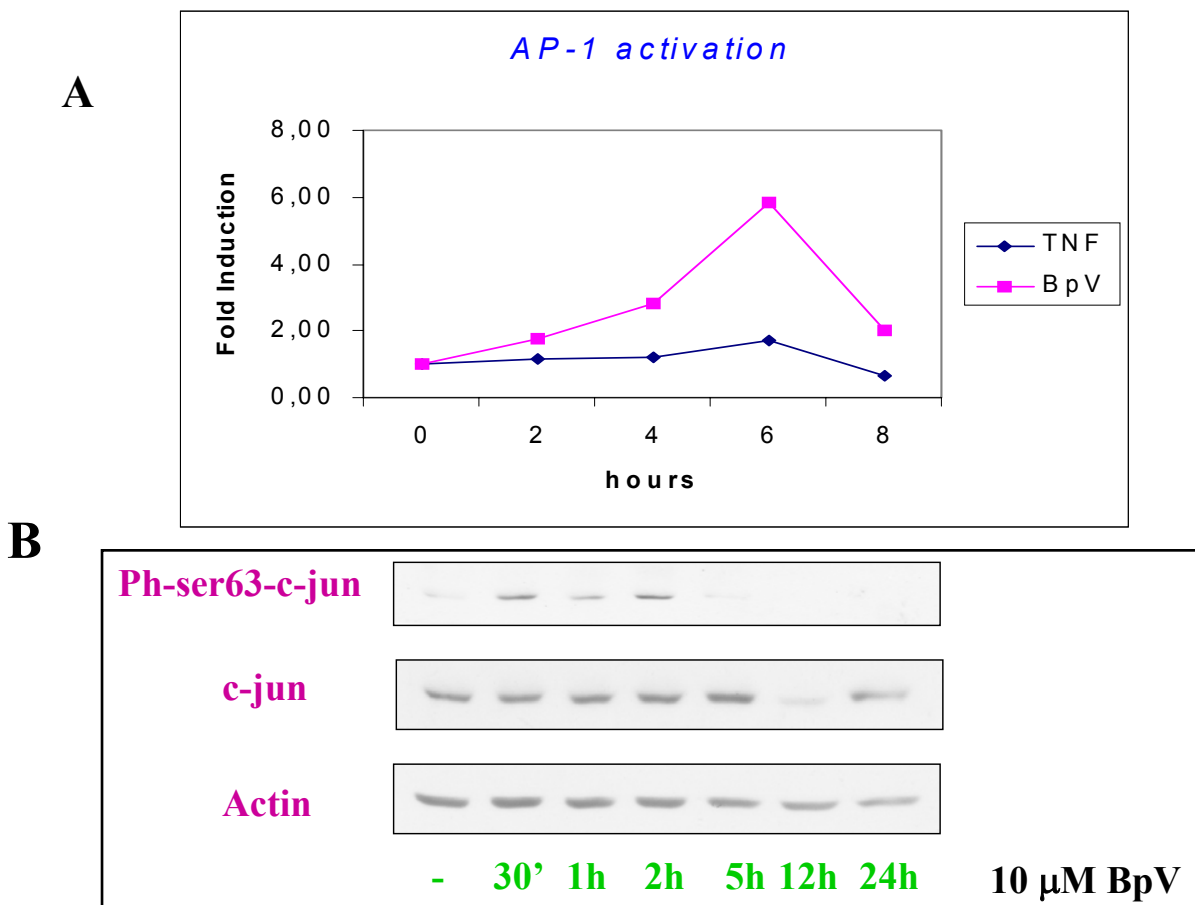 A
AP-1 activation
8,00
6,00
4,00
2,00
0,00
Fold Induction
0 2 4 6 8
hours
TNF
BpV
B
Ph-ser63-c-jun
c-jun
Actin
- 30’ 1h 2h 5h 12h 24h 10 μM BpV